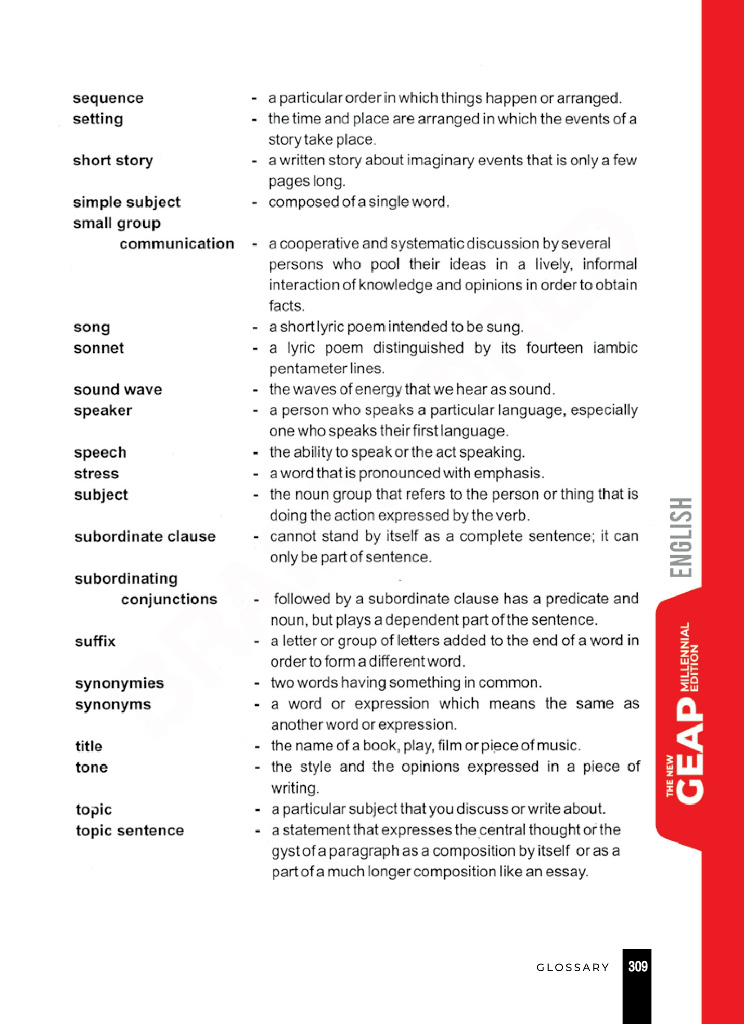 sequence - a particular order in which things happen or arranged.
setting - the time and place are arranged in which the events of a
story take place.
short story - a written story about imaginary events that is only a few
pages long.
simple subject - composed of a single word.
small group
communication - a cooperative and systematic discussion by several
persons who pool their ideas in a lively, informal
interaction of knowledge and opinions in order to obtain
facts.
song - a short lyric poem intended to be sung.
sonnet - a lyric poem distinguished by its fourteen iambic
pentameter lines.
sound wave - the waves of energy that we hear as sound.
speaker - a person who speaks a particular language, especially
one who speaks their first language.
speech - the ability to speak or the act speaking.
stress - a word that is pronounced with emphasis.
subject - the noun group that refers to the person or thing that is
doing the action expressed by the verb.
subordinate clause - cannot stand by itself as a complete sentence; it can
only be part of sentence.
subordinating
conjunctions - followed by a subordinate clause has a predicate and
noun, but plays a dependent part of the sentence.
suffix - a letter or group of letters added to the end of a word in
order to form a different word.
synonymies - two words having something in common.
synonyms - a word or expression which means the same as
another word or expression.
title - the name of a book, play, film or piece of music.
tone - the style and the opinions expressed in a piece of
writing.
topic - a particular subject that you discuss or write about.
topic sentence - a statement that expresses the central thought or the
gyst of a paragraph as a composition by itself or as a
part of a much longer composition like an essay.
ENGLISH
THE NEW
GEAP
MILLENNIAL
EDITION
GLOSSARY 309